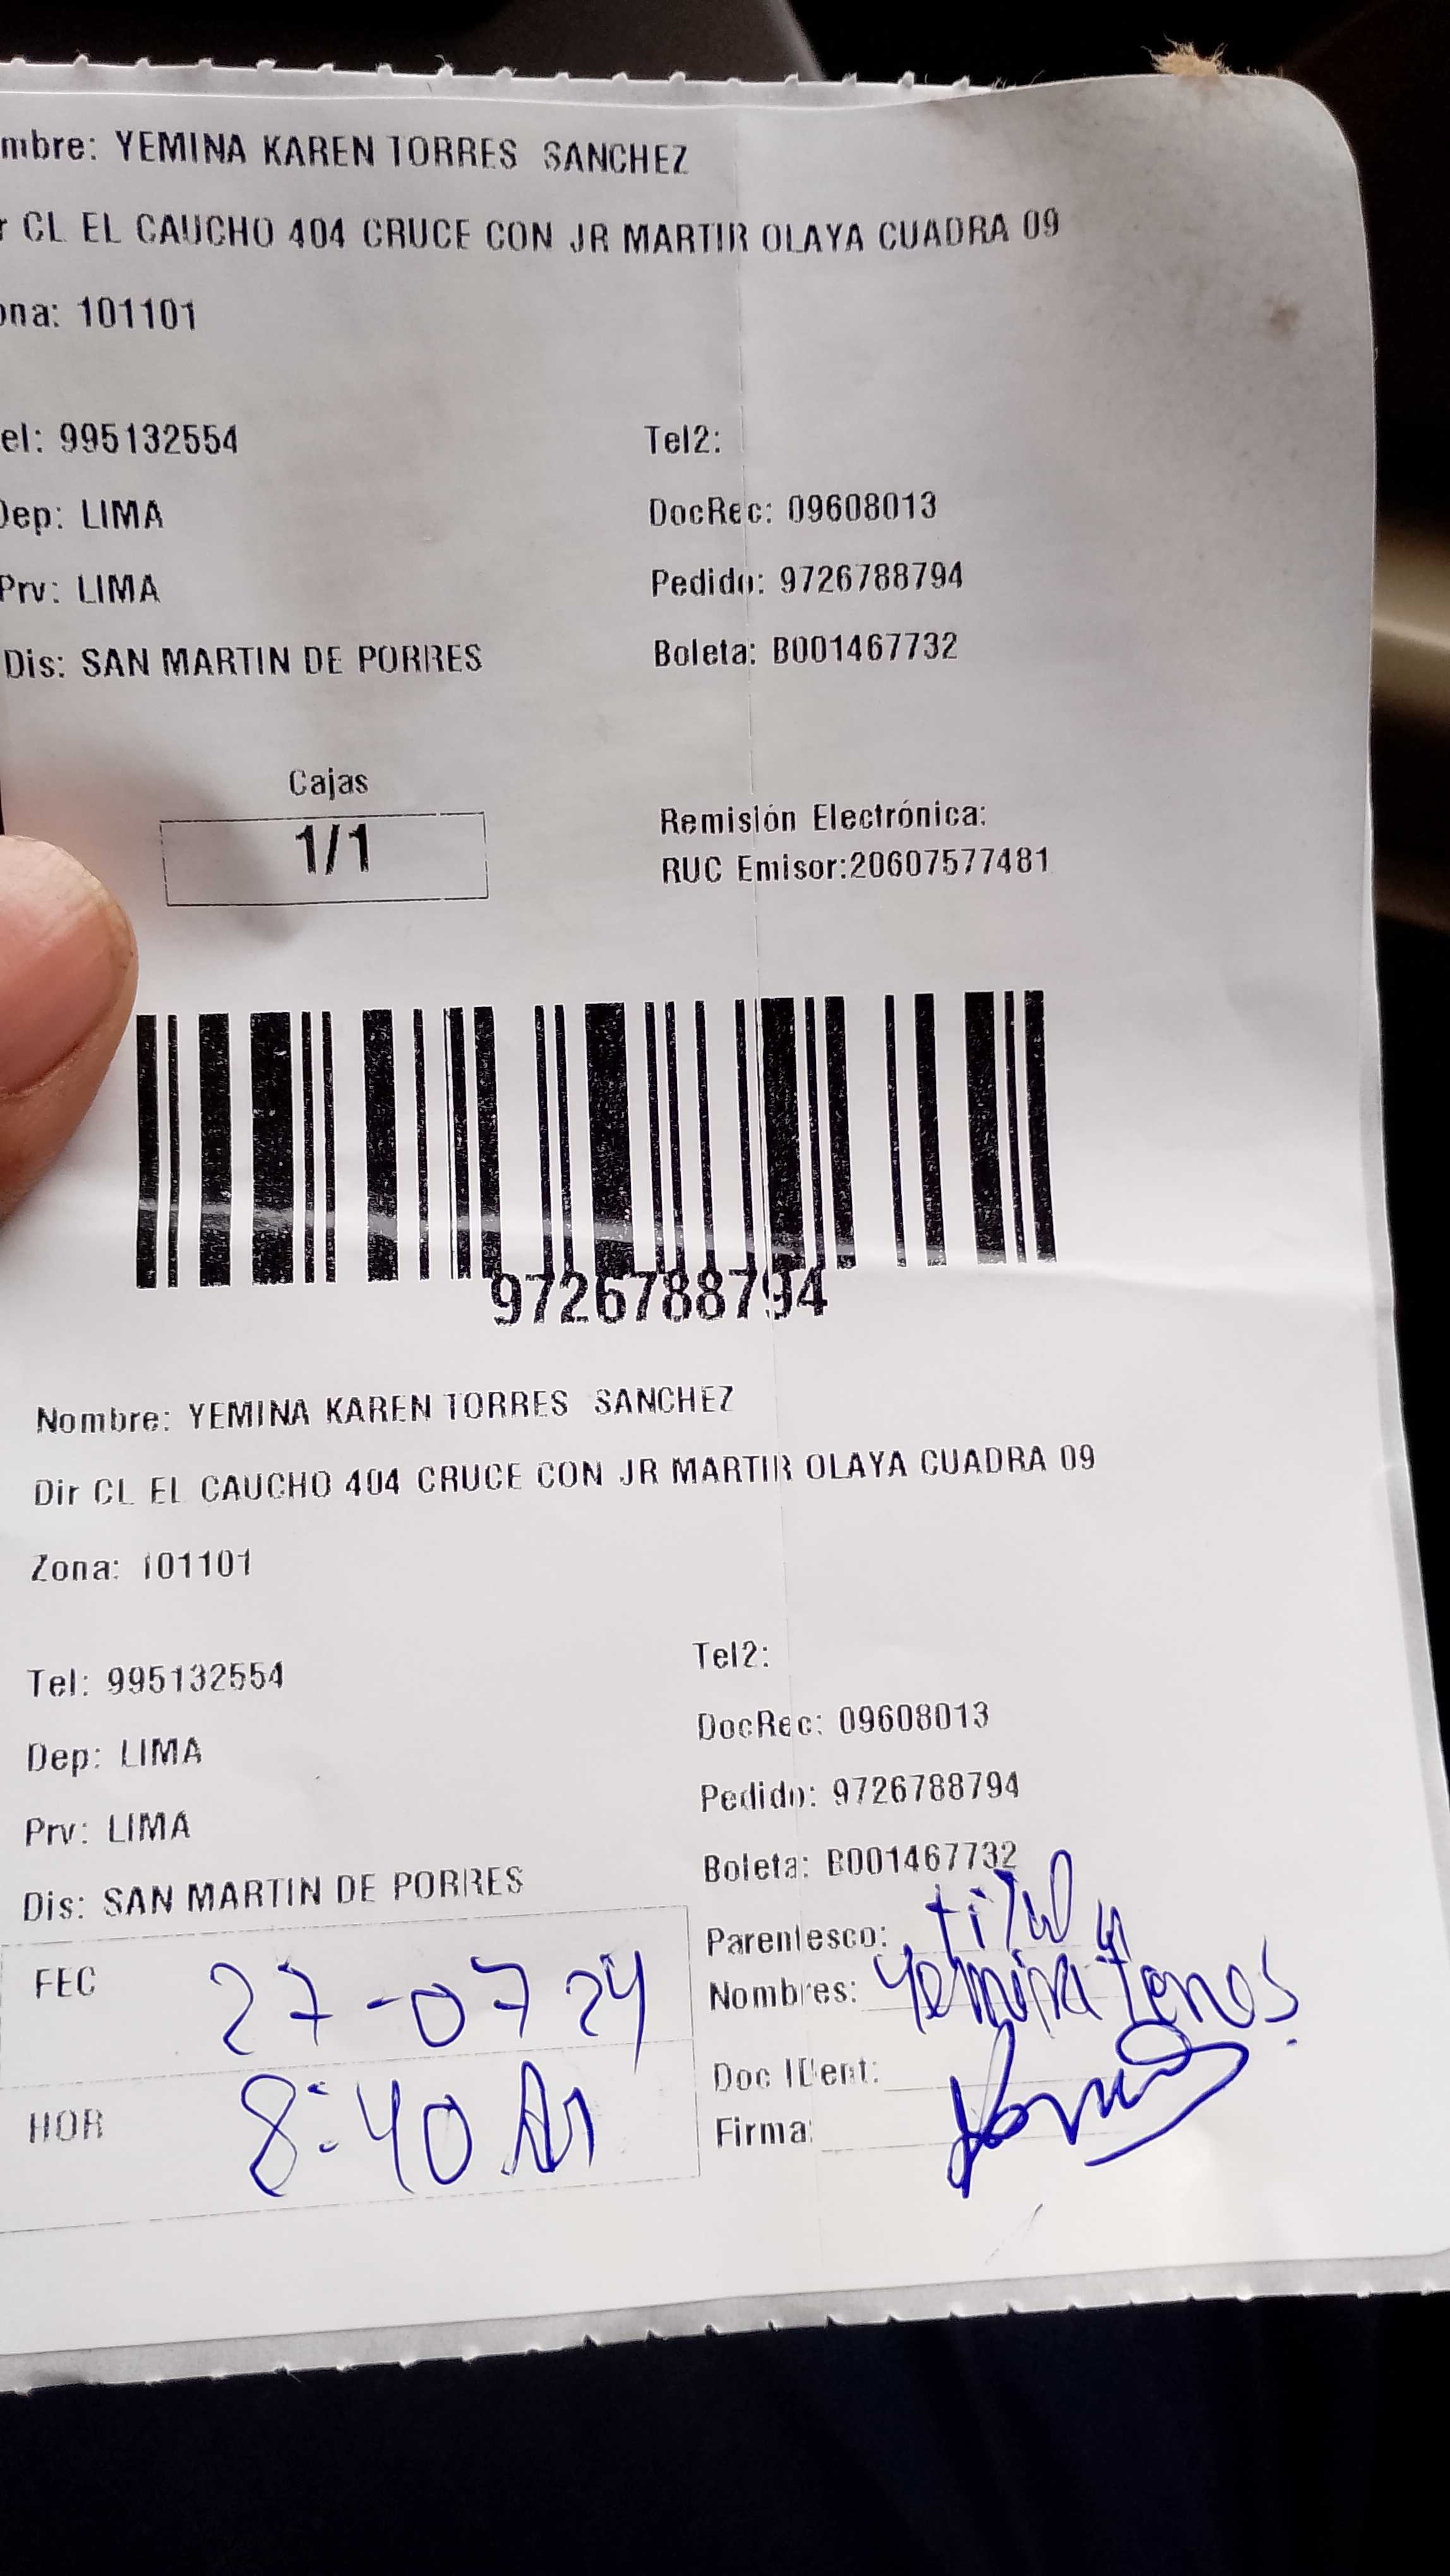 mbre: YEMINA KAREN TORRES SANCHEZ
r CL EL CAUCHO 404 CRUCE CON JR MARTIR OLAYA CUADRA 09
ona: 101101
el: 995132554 Tel2:
Dep: LIMA DocRec: 09608013
Prv: LIMA Pedido: 9726788794
Dis: SAN MARTIN DE PORRES Boleta: B001467732
Cajas
1/1
Remisión Electrónica:
RUC Emisor:20607577481
9726788794
Nombre: YEMINA KAREN TORRES SANCHEZ
Dir CL EL CAUCHO 404 CRUCE CON JR MARTIR OLAYA CUADRA 09
Zona: 101101
Tel: 995132554 Tel2:
Dep: LIMA DocRec: 09608013
Prv: LIMA Pedido: 9726788794
Dis: SAN MARTIN DE PORRES Boleta: B001467732
FEC 27-07 24
HOR 8:40
Parentesco:
Nombres: Yemina
Doc IDent:
Firma: